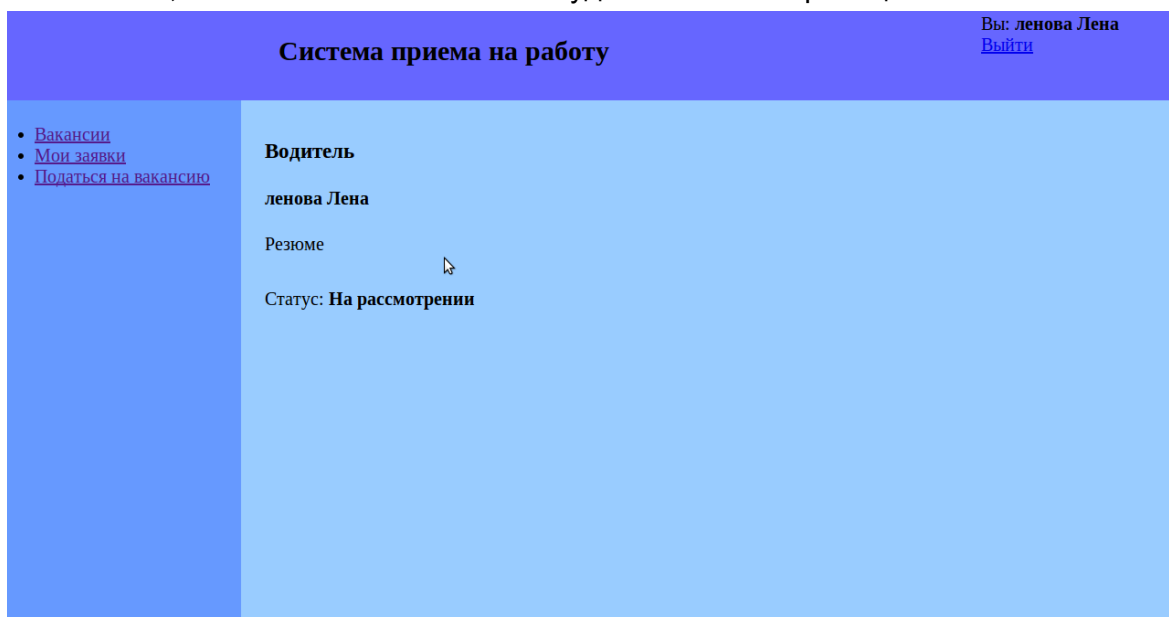 Система приема на работу
Вы: ленова Лена
Выйти
Вакансии
Мои заявки
Податься на вакансию
Водитель
ленова Лена
Резюме
Статус: На рассмотрении